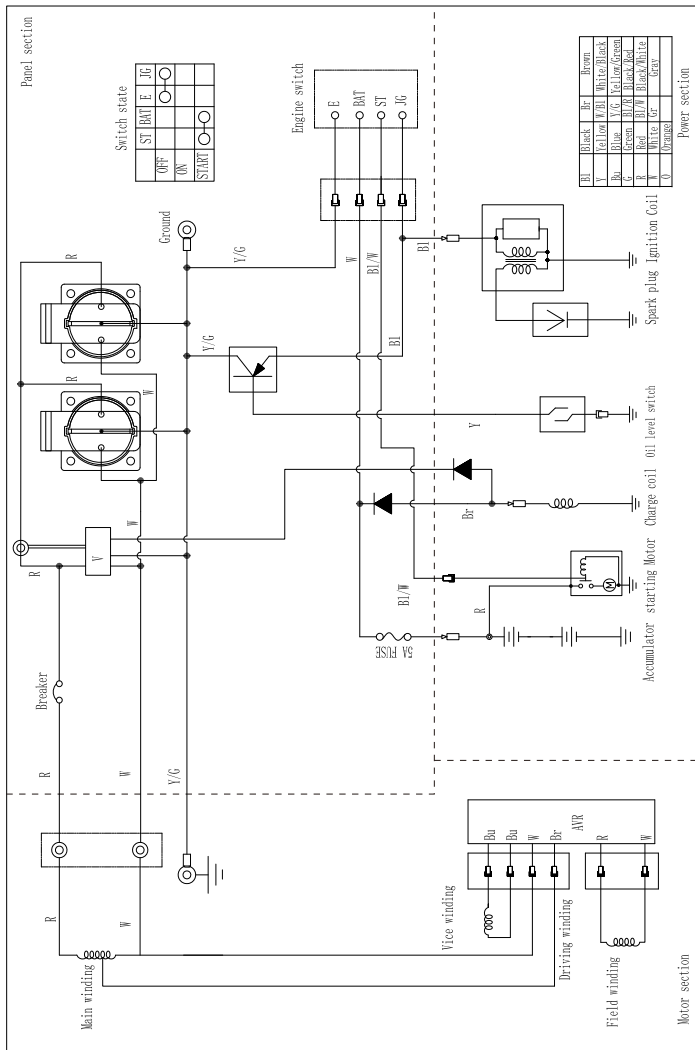 Panel section
Switch state
ST BAT E JG
OFF
ON
START
Engine switch
E
BAT
ST
JG
Bl Black Br Brown
Y Yellow W/Bl White/Black
Bu Blue Y/G Yellow/Green
G Green Bl/R Black/Red
R Red Bl/W Black/White
W White Gr Gray
O Orange
Power section
Ground
R
R
W
Y/G
Y/G
W
Bl/W
Bl
Bl
Y
Br
Bl/W
R
Spark plug
Ignition Coil
Oil level switch
Charge coil
starting Motor
M
Accumulator
5A FUSE
V
R
W
Breaker
R
W
Y/G
R
W
Main winding
Vice winding
Driving winding
Field winding
Bu
Bu
W
Br
R
W
AVR
Motor section